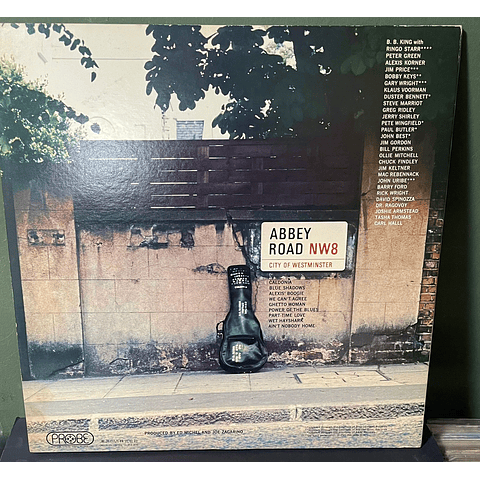 B. B. KING with
RINGO STARR****
PETER GREEN
ALEXIS KORNER
JIM PRICE***
BOBBY KEYS**
GARY WRIGHT***
KLAUS VOORMAN
DUSTER BENNETT*
STEVE MARRIOT
GREG RIDLEY
JERRY SHIRLEY
PETE WINGFIELD*
PAUL BUTLER*
JOHN BEST*
JIM GORDON
BILL PERKINS
OLLIE MITCHELL
CHUCK FINDLEY
JIM KELTNER
MAC REBENNACK
JOHN URIBE***
BARRY FORD
RICK WRIGHT
DAVID SPINOZZA
DR. RAGOVOY
JOSHIE ARMSTEAD
TASHA THOMAS
CARL HALLL
ABBEY
ROAD NW8
CITY OF WESTMINSTER
CALDONIA
BLUE SHADOWS
ALEXIS' BOOGIE
WE CAN'T AGREE
GHETTO WOMAN
POWER OF THE BLUES
PART-TIME LOVE
WET HAYSHARK
AIN'T NOBODY HOME
PROBE
PRODUCED BY ED MICHEL AND JOE ZAGARINO